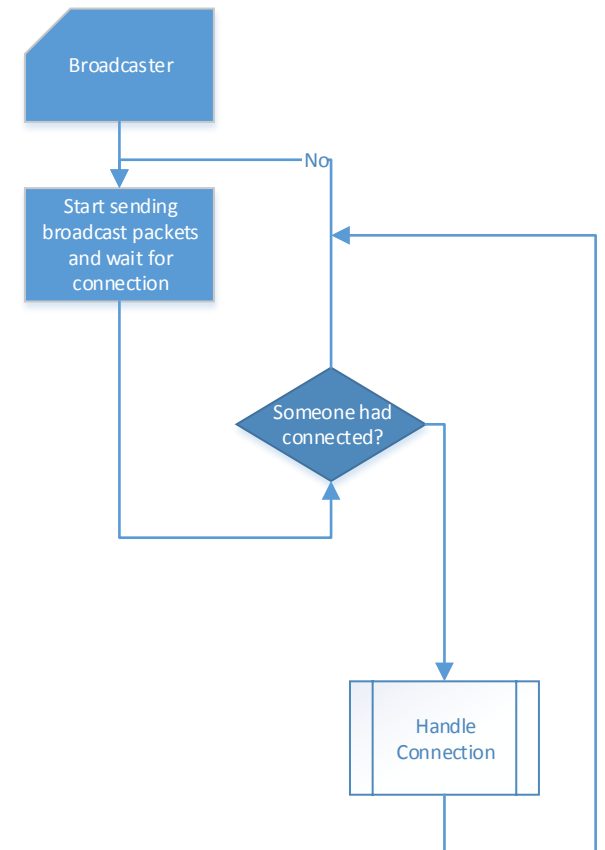 Broadcaster
No
Start sending
broadcast packets
and wait for
connection
Someone had
connected?
Handle
Connection